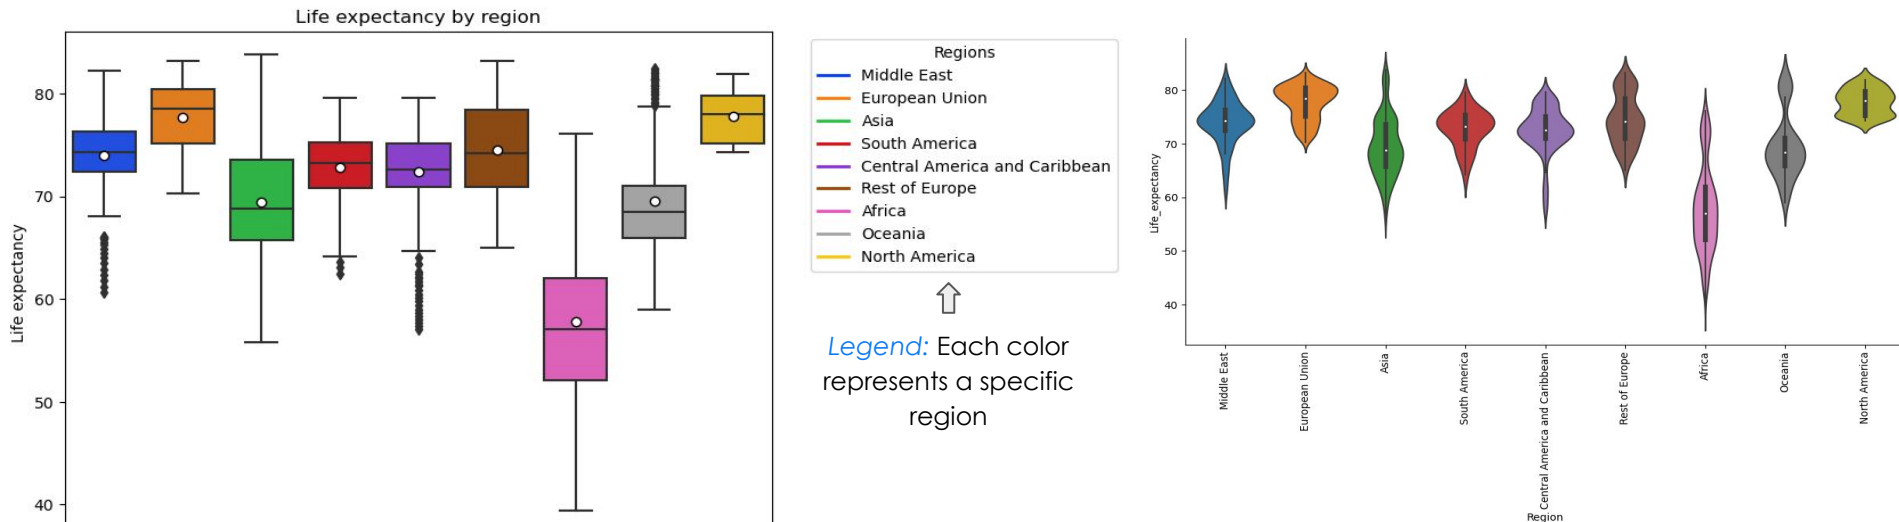 Life expectancy by region
Life expectancy
80
70
60
50
40
Regions
Middle East
European Union
Asia
South America
Central America and Caribbean
Rest of Europe
Africa
Oceania
North America
Legend: Each color
represents a specific
region
Life_expectancy
80
70
60
50
40
Middle East
European Union
Asia
South America
Central America and Caribbean
Rest of Europe
Africa
Oceania
North America
Region